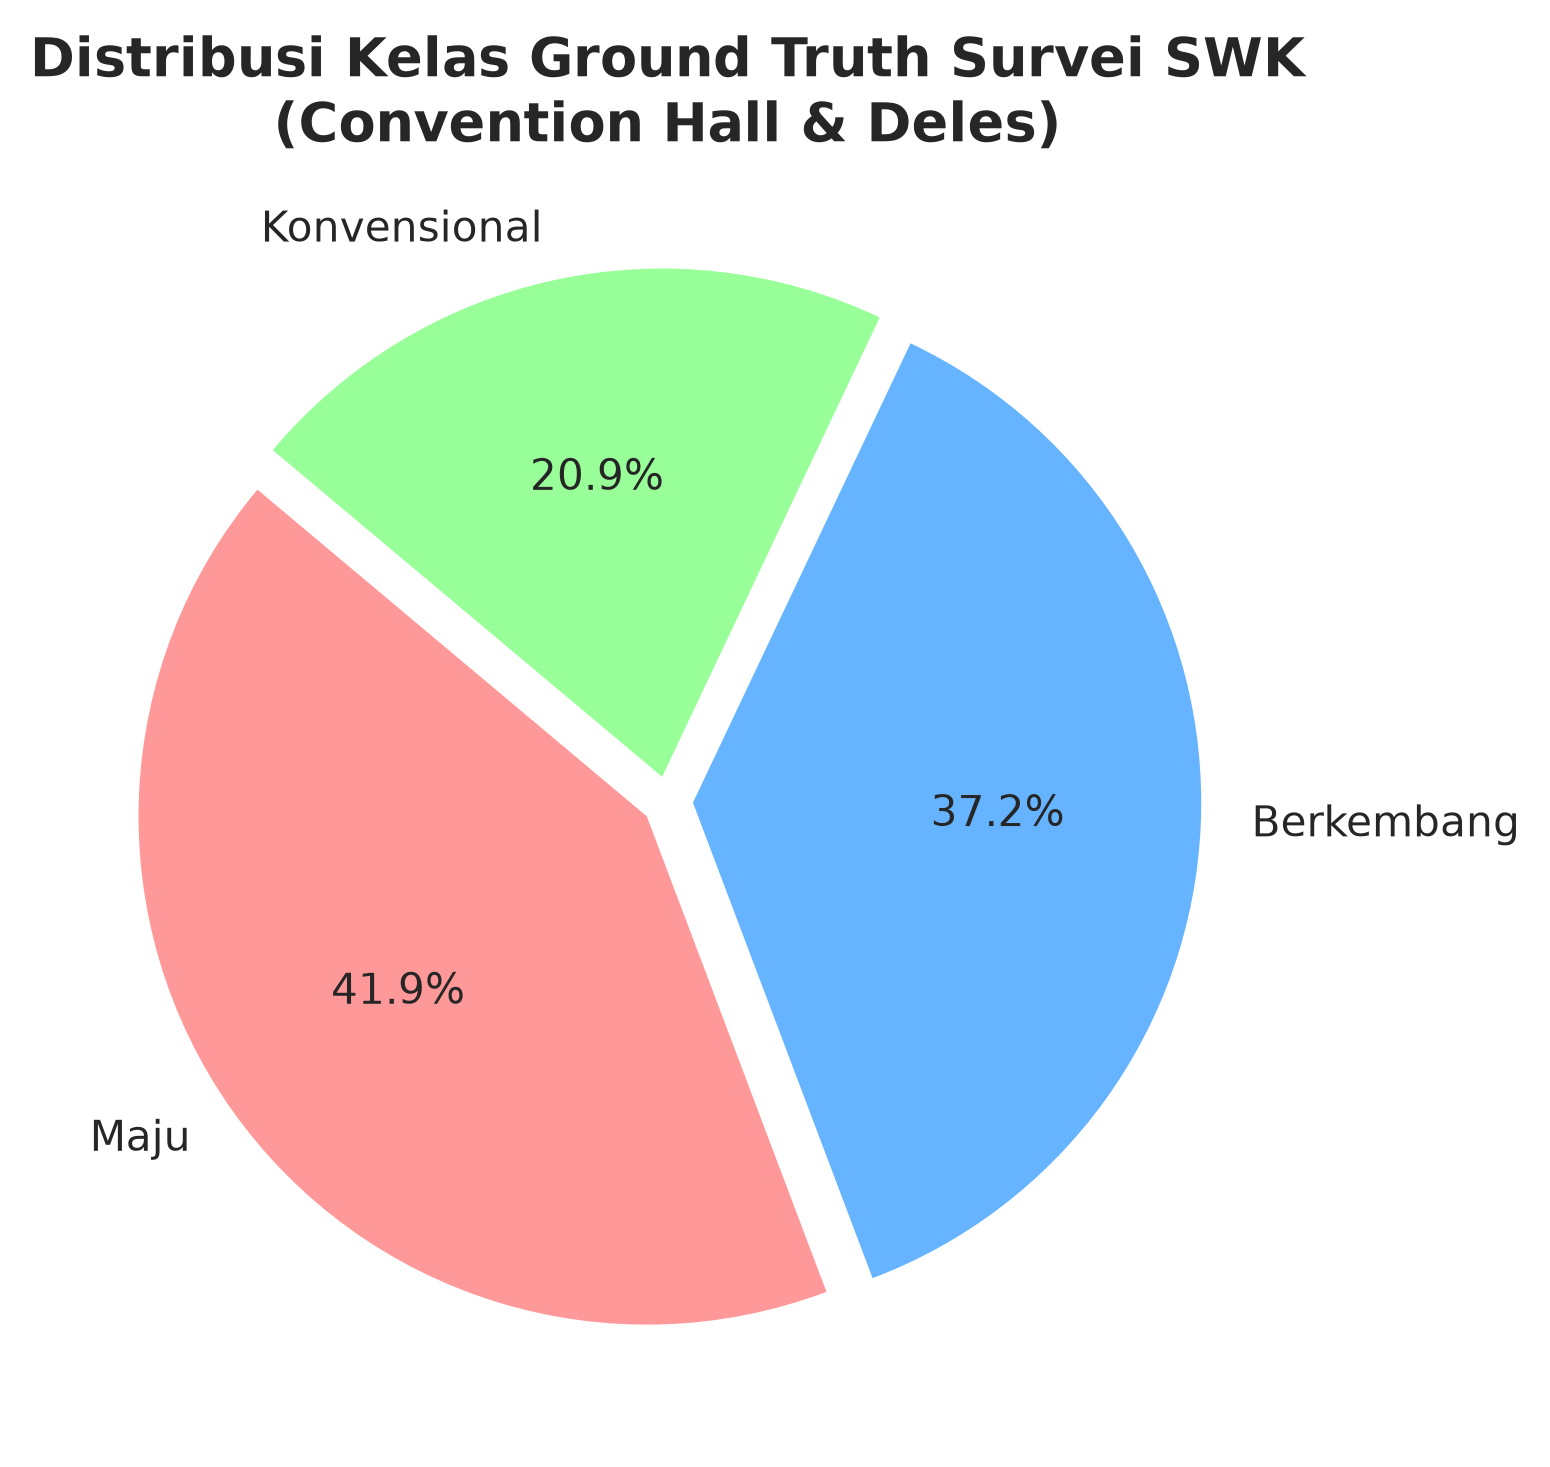 Distribusi Kelas Ground Truth Survei SWK
(Convention Hall & Deles)
Konvensional
20.9%
37.2%
Berkembang
41.9%
Maju